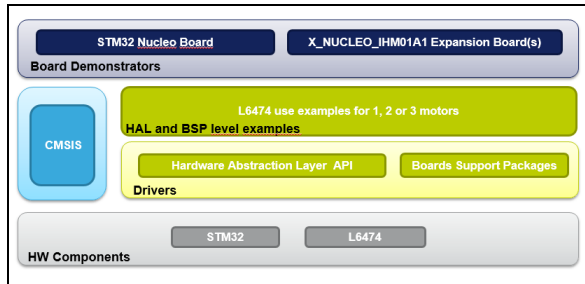 STM32 Nucleo Board
X_NUCLEO_IHM01A1 Expansion Board(s)
Board Demonstrators
CMSIS
L6474 use examples for 1, 2 or 3 motors
HAL and BSP level examples
Hardware Abstraction Layer API
Boards Support Packages
Drivers
STM32
L6474
HW Components